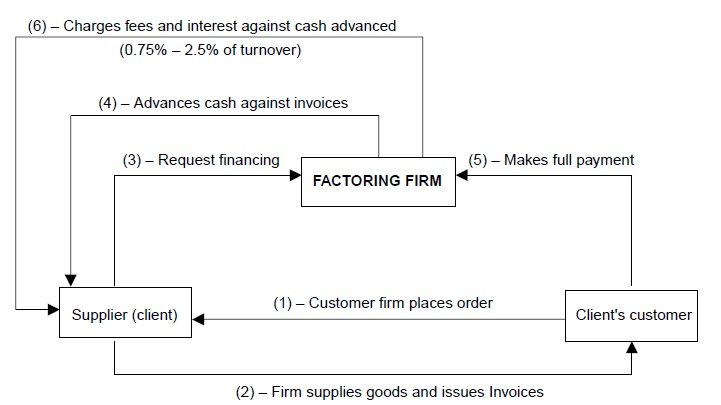 (6) – Charges fees and interest against cash advanced
(0.75% – 2.5% of turnover)
(4) – Advances cash against invoices
(3) – Request financing
(5) – Makes full payment
FACTORING FIRM
(1) – Customer firm places order
Supplier (client)
Client's customer
(2) – Firm supplies goods and issues Invoices